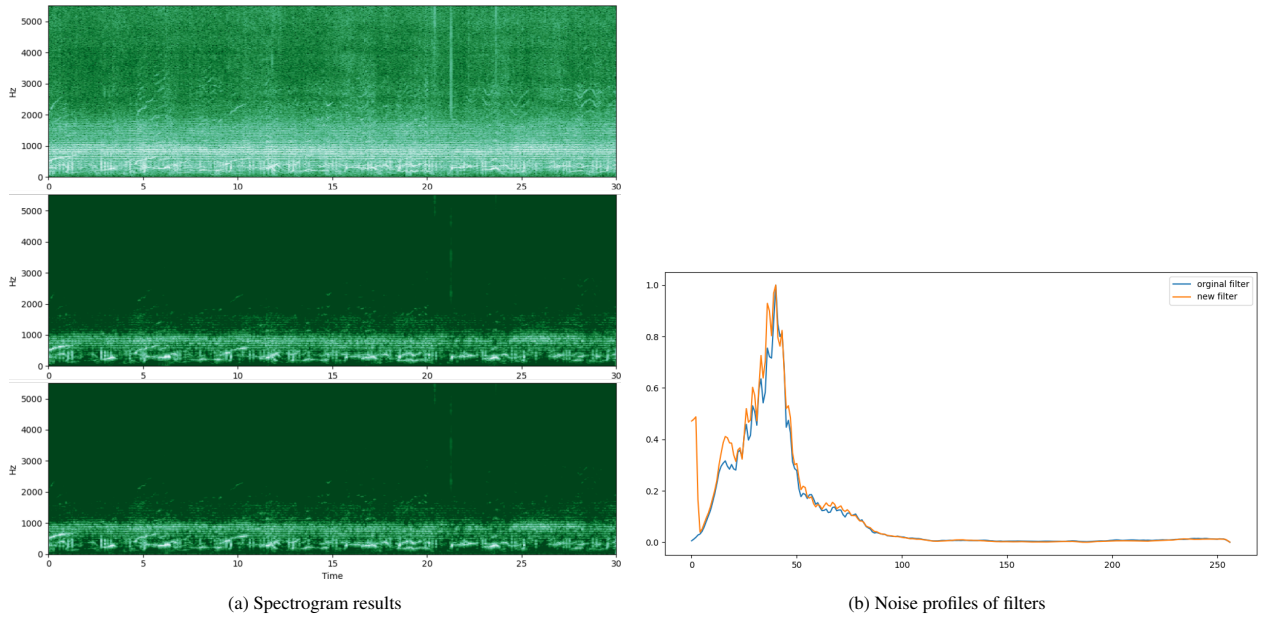 5000
4000
3000
2000
1000
0
Hz
0 5 10 15 20 25 30
5000
4000
3000
2000
1000
0
Hz
0 5 10 15 20 25 30
5000
4000
3000
2000
1000
0
Hz
0 5 10 15 20 25 30
Time
(a) Spectrogram results
1.0
0.8
0.6
0.4
0.2
0.0
0 50 100 150 200 250
orginal filter
new filter
(b) Noise profiles of filters